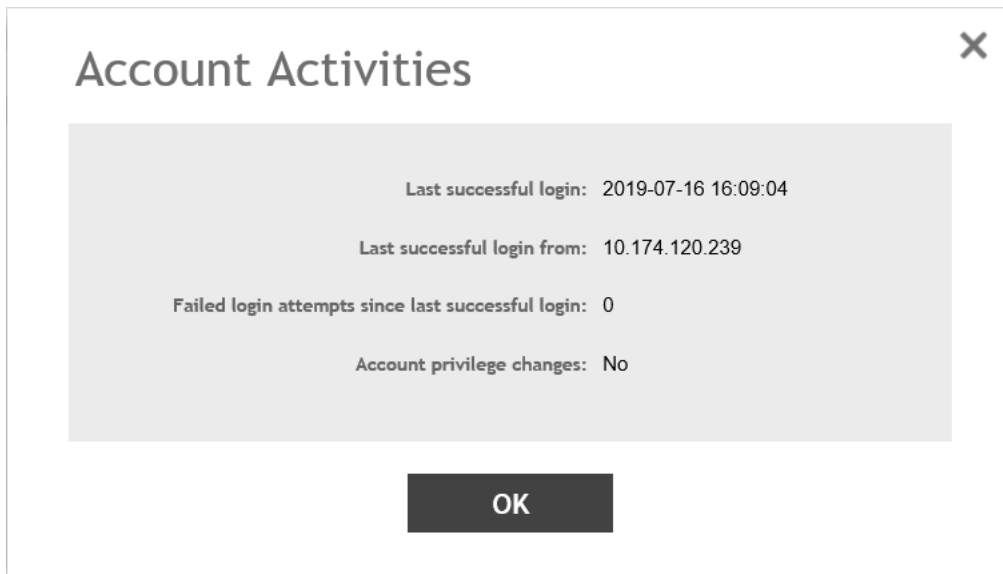 Account Activities
Last successful login: 2019-07-16 16:09:04
Last successful login from: 10.174.120.239
Failed login attempts since last successful login: 0
Account privilege changes: No
OK